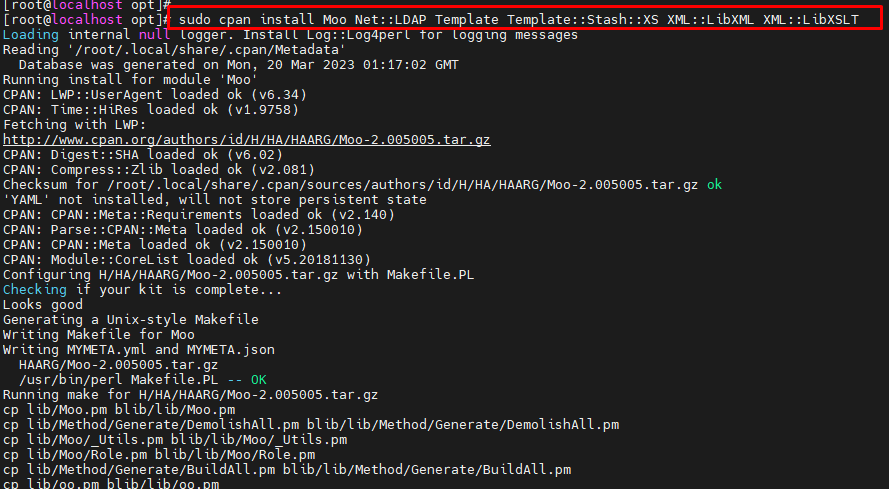 [root@localhost opt]#
[root@localhost opt]# sudo cpan install Moo Net::LDAP Template Template::Stash::XS XML::LibXML XML::LibXSLT
Loading internal null logger. Install Log::Log4perl for logging messages
Reading '/root/.local/share/.cpan/Metadata'
  Database was generated on Mon, 20 Mar 2023 01:17:02 GMT
Running install for module 'Moo'
CPAN: LWP::UserAgent loaded ok (v6.34)
CPAN: Time::HiRes loaded ok (v1.9758)
Fetching with LWP:
http://www.cpan.org/authors/id/H/HA/HAARG/Moo-2.005005.tar.gz
CPAN: Digest::SHA loaded ok (v6.02)
CPAN: Compress::Zlib loaded ok (v2.081)
Checksum for /root/.local/share/.cpan/sources/authors/id/H/HA/HAARG/Moo-2.005005.tar.gz ok
'YAML' not installed, will not store persistent state
CPAN: CPAN::Meta::Requirements loaded ok (v2.140)
CPAN: Parse::CPAN::Meta loaded ok (v2.150010)
CPAN: CPAN::Meta loaded ok (v2.150010)
CPAN: Module::CoreList loaded ok (v5.20181130)
Configuring H/HA/HAARG/Moo-2.005005.tar.gz with Makefile.PL
Checking if your kit is complete...
Looks good
Generating a Unix-style Makefile
Writing Makefile for Moo
Writing MYMETA.yml and MYMETA.json
  HAARG/Moo-2.005005.tar.gz
  /usr/bin/perl Makefile.PL -- OK
Running make for H/HA/HAARG/Moo-2.005005.tar.gz
cp lib/Moo.pm blib/lib/Moo.pm
cp lib/Method/Generate/DemolishAll.pm blib/lib/Method/Generate/DemolishAll.pm
cp lib/Moo/_Utils.pm blib/lib/Moo/_Utils.pm
cp lib/Moo/Role.pm blib/lib/Moo/Role.pm
cp lib/Method/Generate/BuildAll.pm blib/lib/Method/Generate/BuildAll.pm
cp lib/oo.pm blib/lib/oo.pm